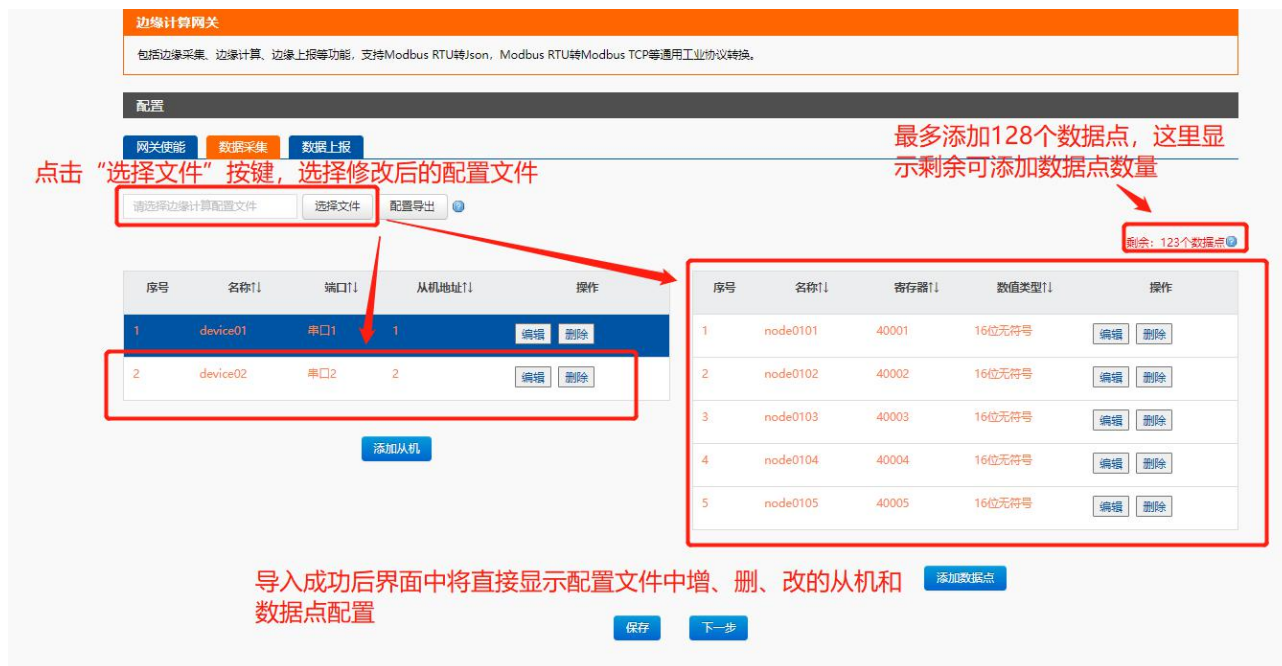 边缘计算网关
包括边缘采集、边缘计算、边缘上报等功能，支持Modbus RTU转Json，Modbus RTU转Modbus TCP等通用工业协议转换。
配置
网关使能 数据采集 数据上报
最多添加128个数据点，这里显
示剩余可添加数据点数量
点击“选择文件”按键，选择修改后的配置文件
请选择边缘计算配置文件 选择文件 配置导出
剩余：123个数据点
序号 名称↑↓ 端口↑↓ 从机地址↑↓ 操作
1 device01 串口1 1 编辑 删除
2 device02 串口2 2 编辑 删除
添加从机
序号 名称↑↓ 寄存器↑↓ 数值类型↑↓ 操作
1 node0101 40001 16位无符号 编辑 删除
2 node0102 40002 16位无符号 编辑 删除
3 node0103 40003 16位无符号 编辑 删除
4 node0104 40004 16位无符号 编辑 删除
5 node0105 40005 16位无符号 编辑 删除
添加数据点
导入成功后界面中将直接显示配置文件中增、删、改的从机和
数据点配置
保存 下一步